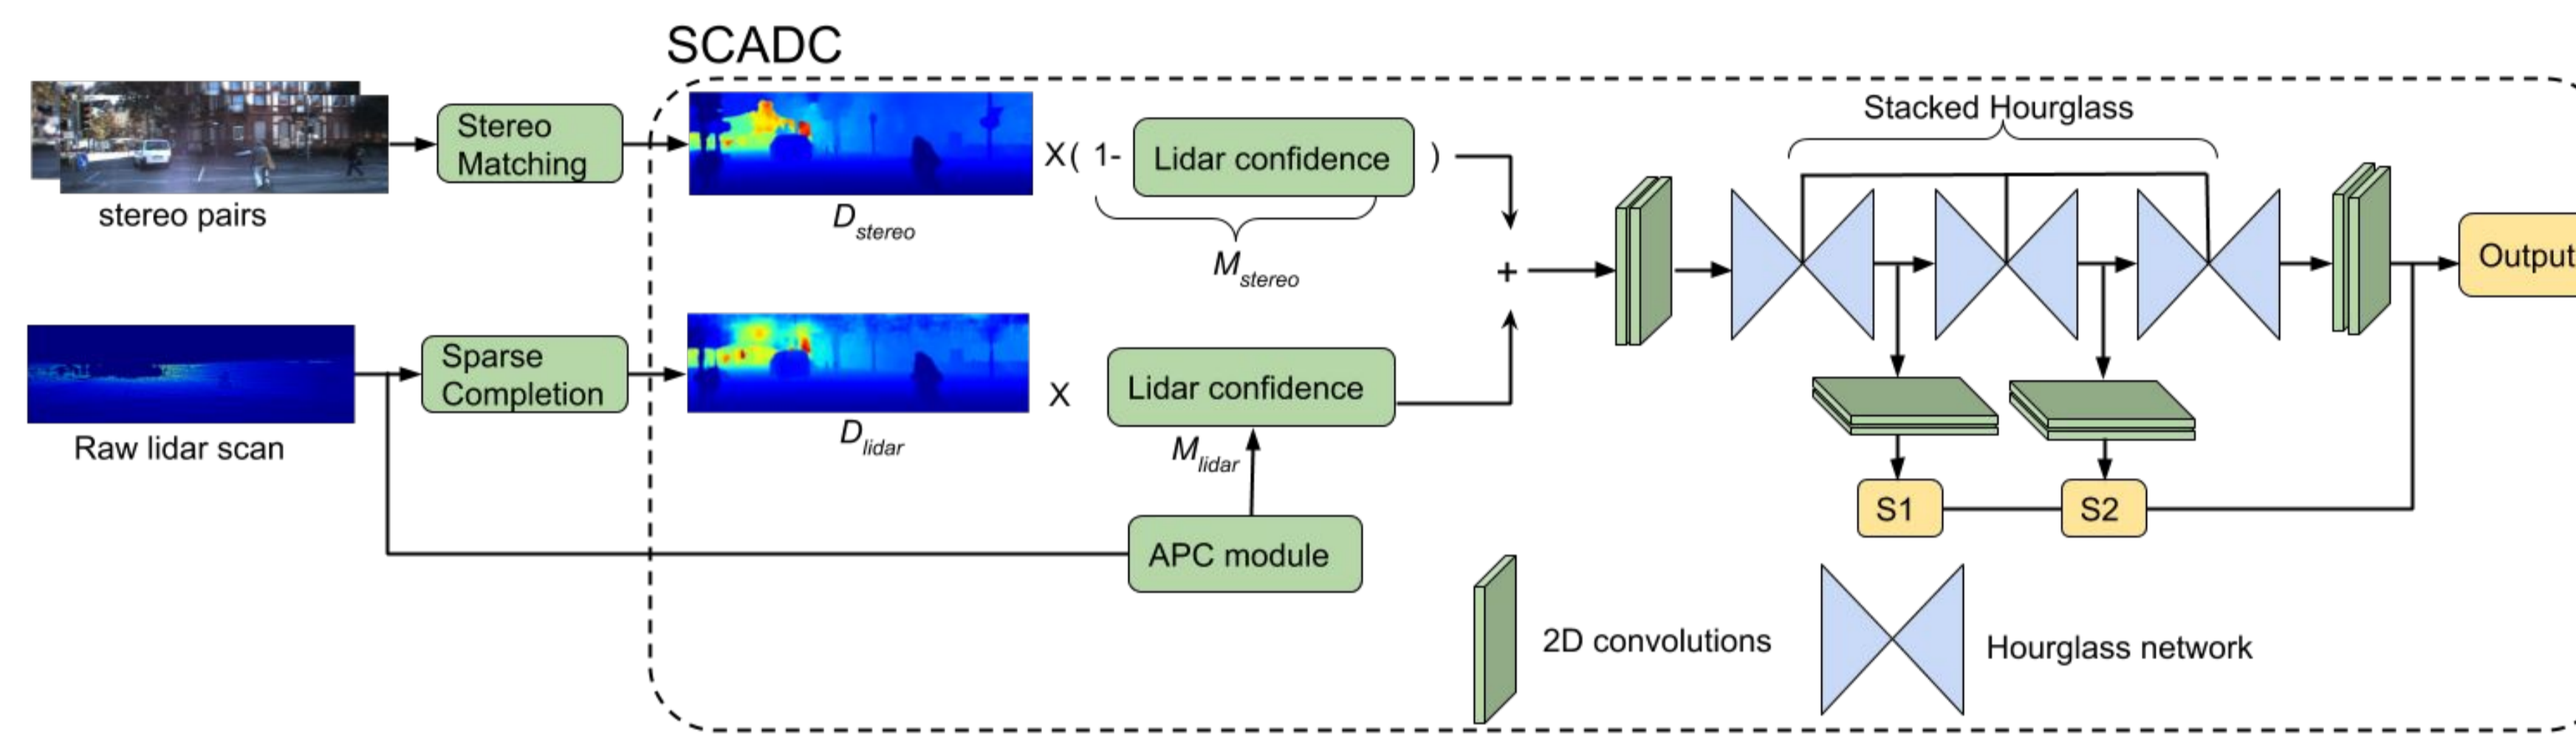 SCADC
Stacked Hourglass
Stereo
Matching
X ( 1- Lidar confidence )
stereo pairs
D stereo
M stereo
+
Output
Sparse
Completion
X
Lidar confidence
Raw lidar scan
D lidar
M lidar
S1
S2
APC module
2D convolutions
Hourglass network